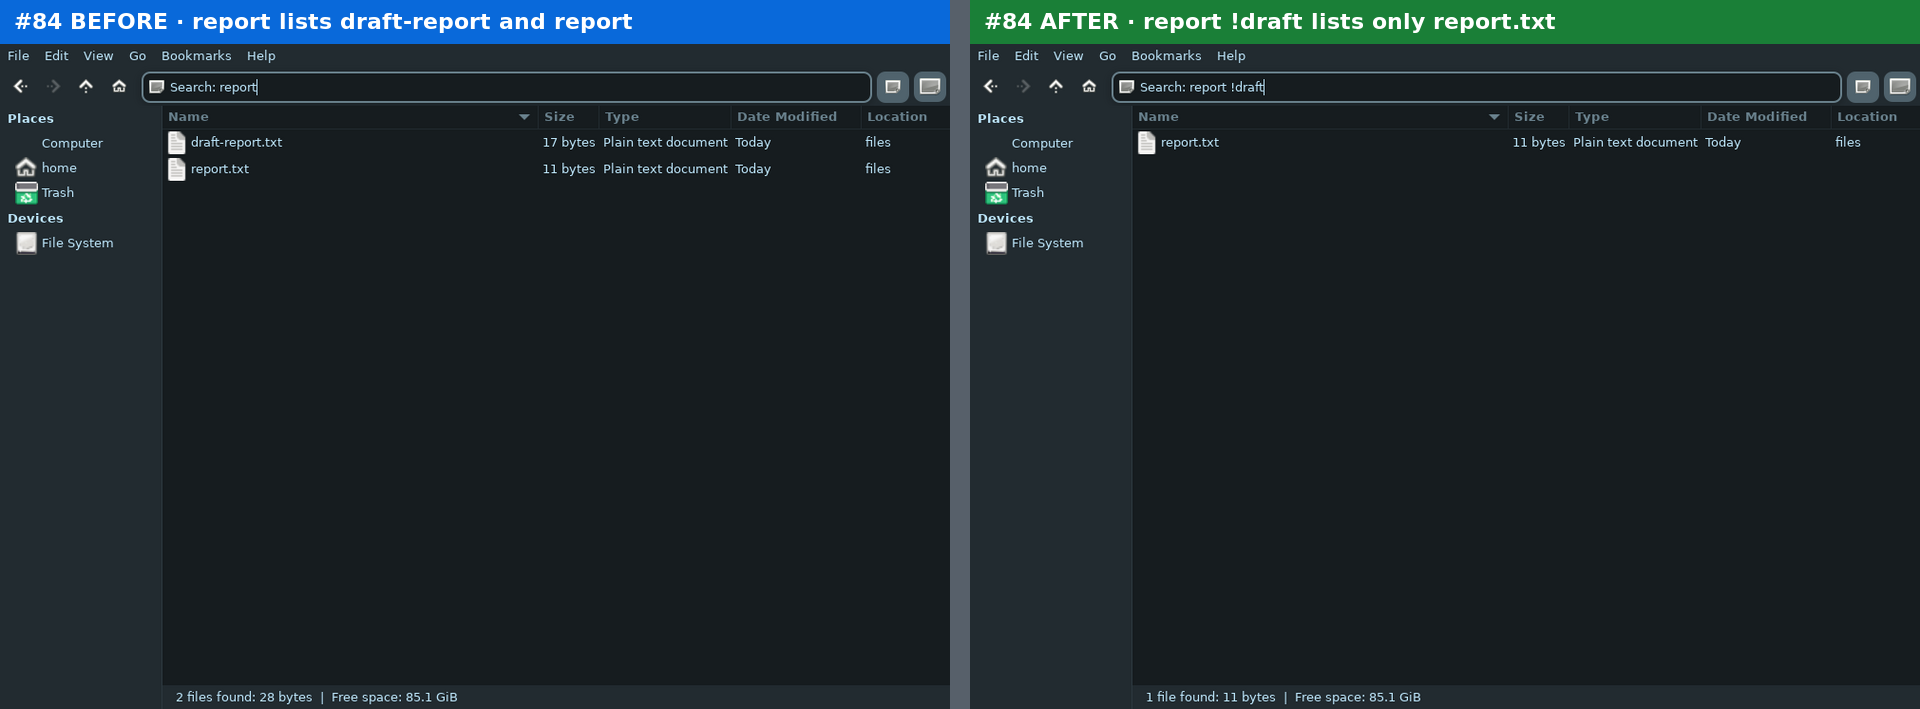 #84 BEFORE · report lists draft-report and report
File Edit View Go Bookmarks Help
Search: report
Places
Computer
home
Trash
Devices
File System
Name Size Type Date Modified Location
draft-report.txt 17 bytes Plain text document Today files
report.txt 11 bytes Plain text document Today files
2 files found: 28 bytes | Free space: 85.1 GiB
#84 AFTER · report !draft lists only report.txt
File Edit View Go Bookmarks Help
Search: report !draft
Places
Computer
home
Trash
Devices
File System
Name Size Type Date Modified Location
report.txt 11 bytes Plain text document Today files
1 file found: 11 bytes | Free space: 85.1 GiB